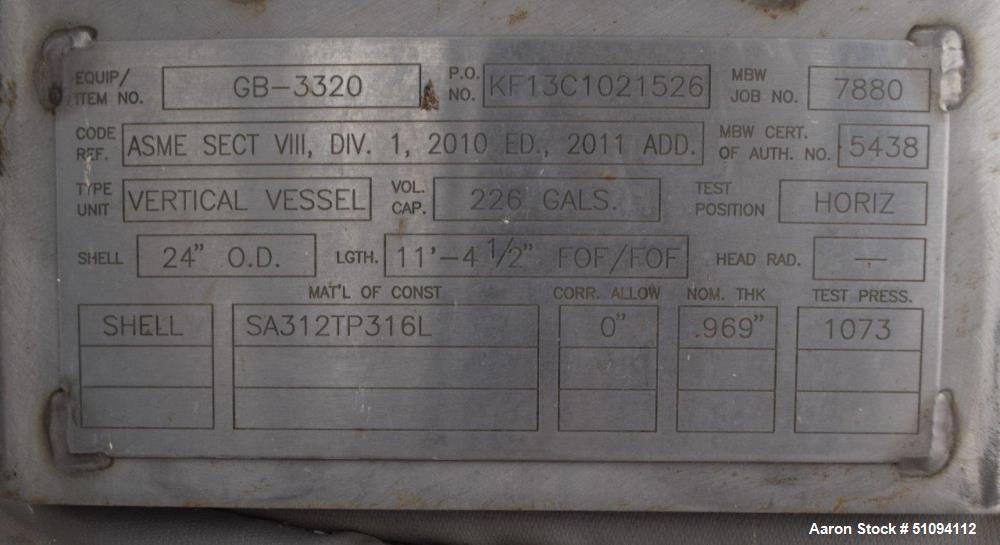 EQUIP/ ITEM NO. GB-3320 P.O. NO. KF13C1021526 MBW JOB NO. 7880
CODE REF. ASME SECT VIII, DIV. 1, 2010 ED., 2011 ADD. MBW CERT. OF AUTH. NO. 5438
TYPE UNIT VERTICAL VESSEL VOL. CAP. 226 GALS. TEST POSITION HORIZ
SHELL 24" O.D. LGTH. 11'-4 1/2" FOF/FOF HEAD RAD. —
MAT'L OF CONST CORR. ALLOW NOM. THK TEST PRESS.
SHELL SA312TP316L 0" .969" 1073
Aaron Stock # 51094112